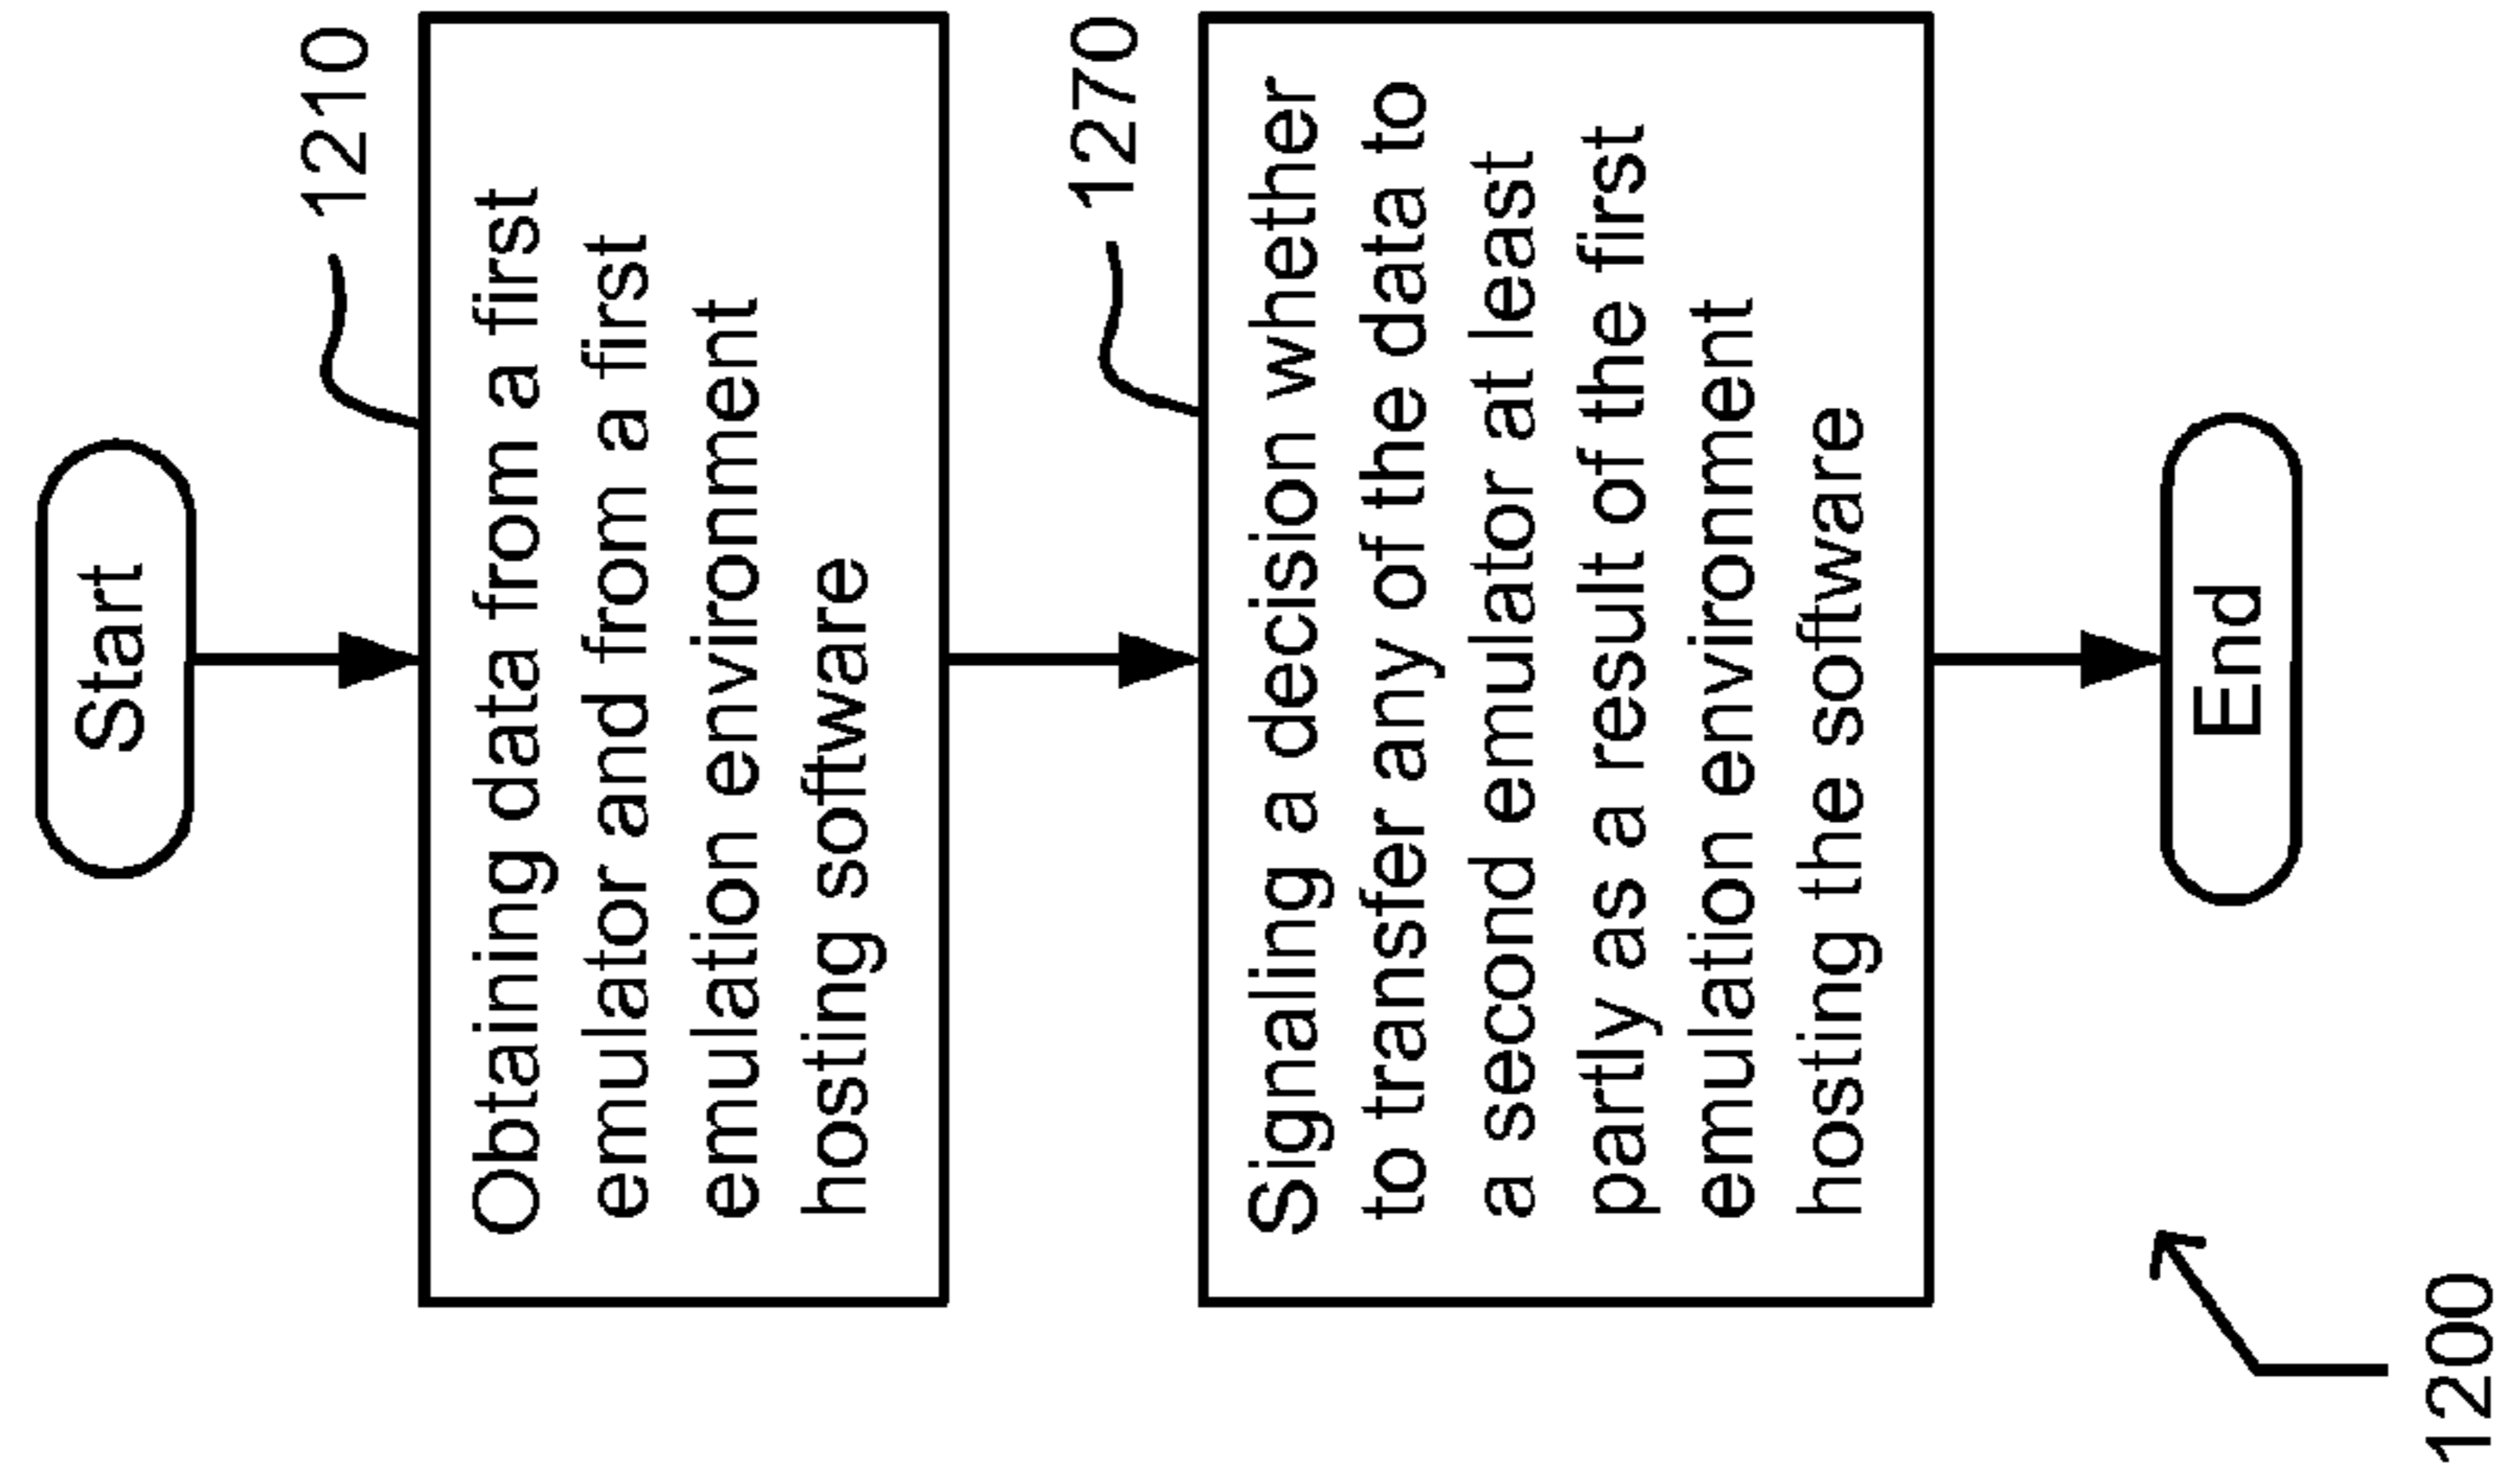 Start
1210
Obtaining data from a first
emulator and from a first
emulation environment
hosting software
1270
Signaling a decision whether
to transfer any of the data to
a second emulator at least
partly as a result of the first
emulation environment
hosting the software
End
1200